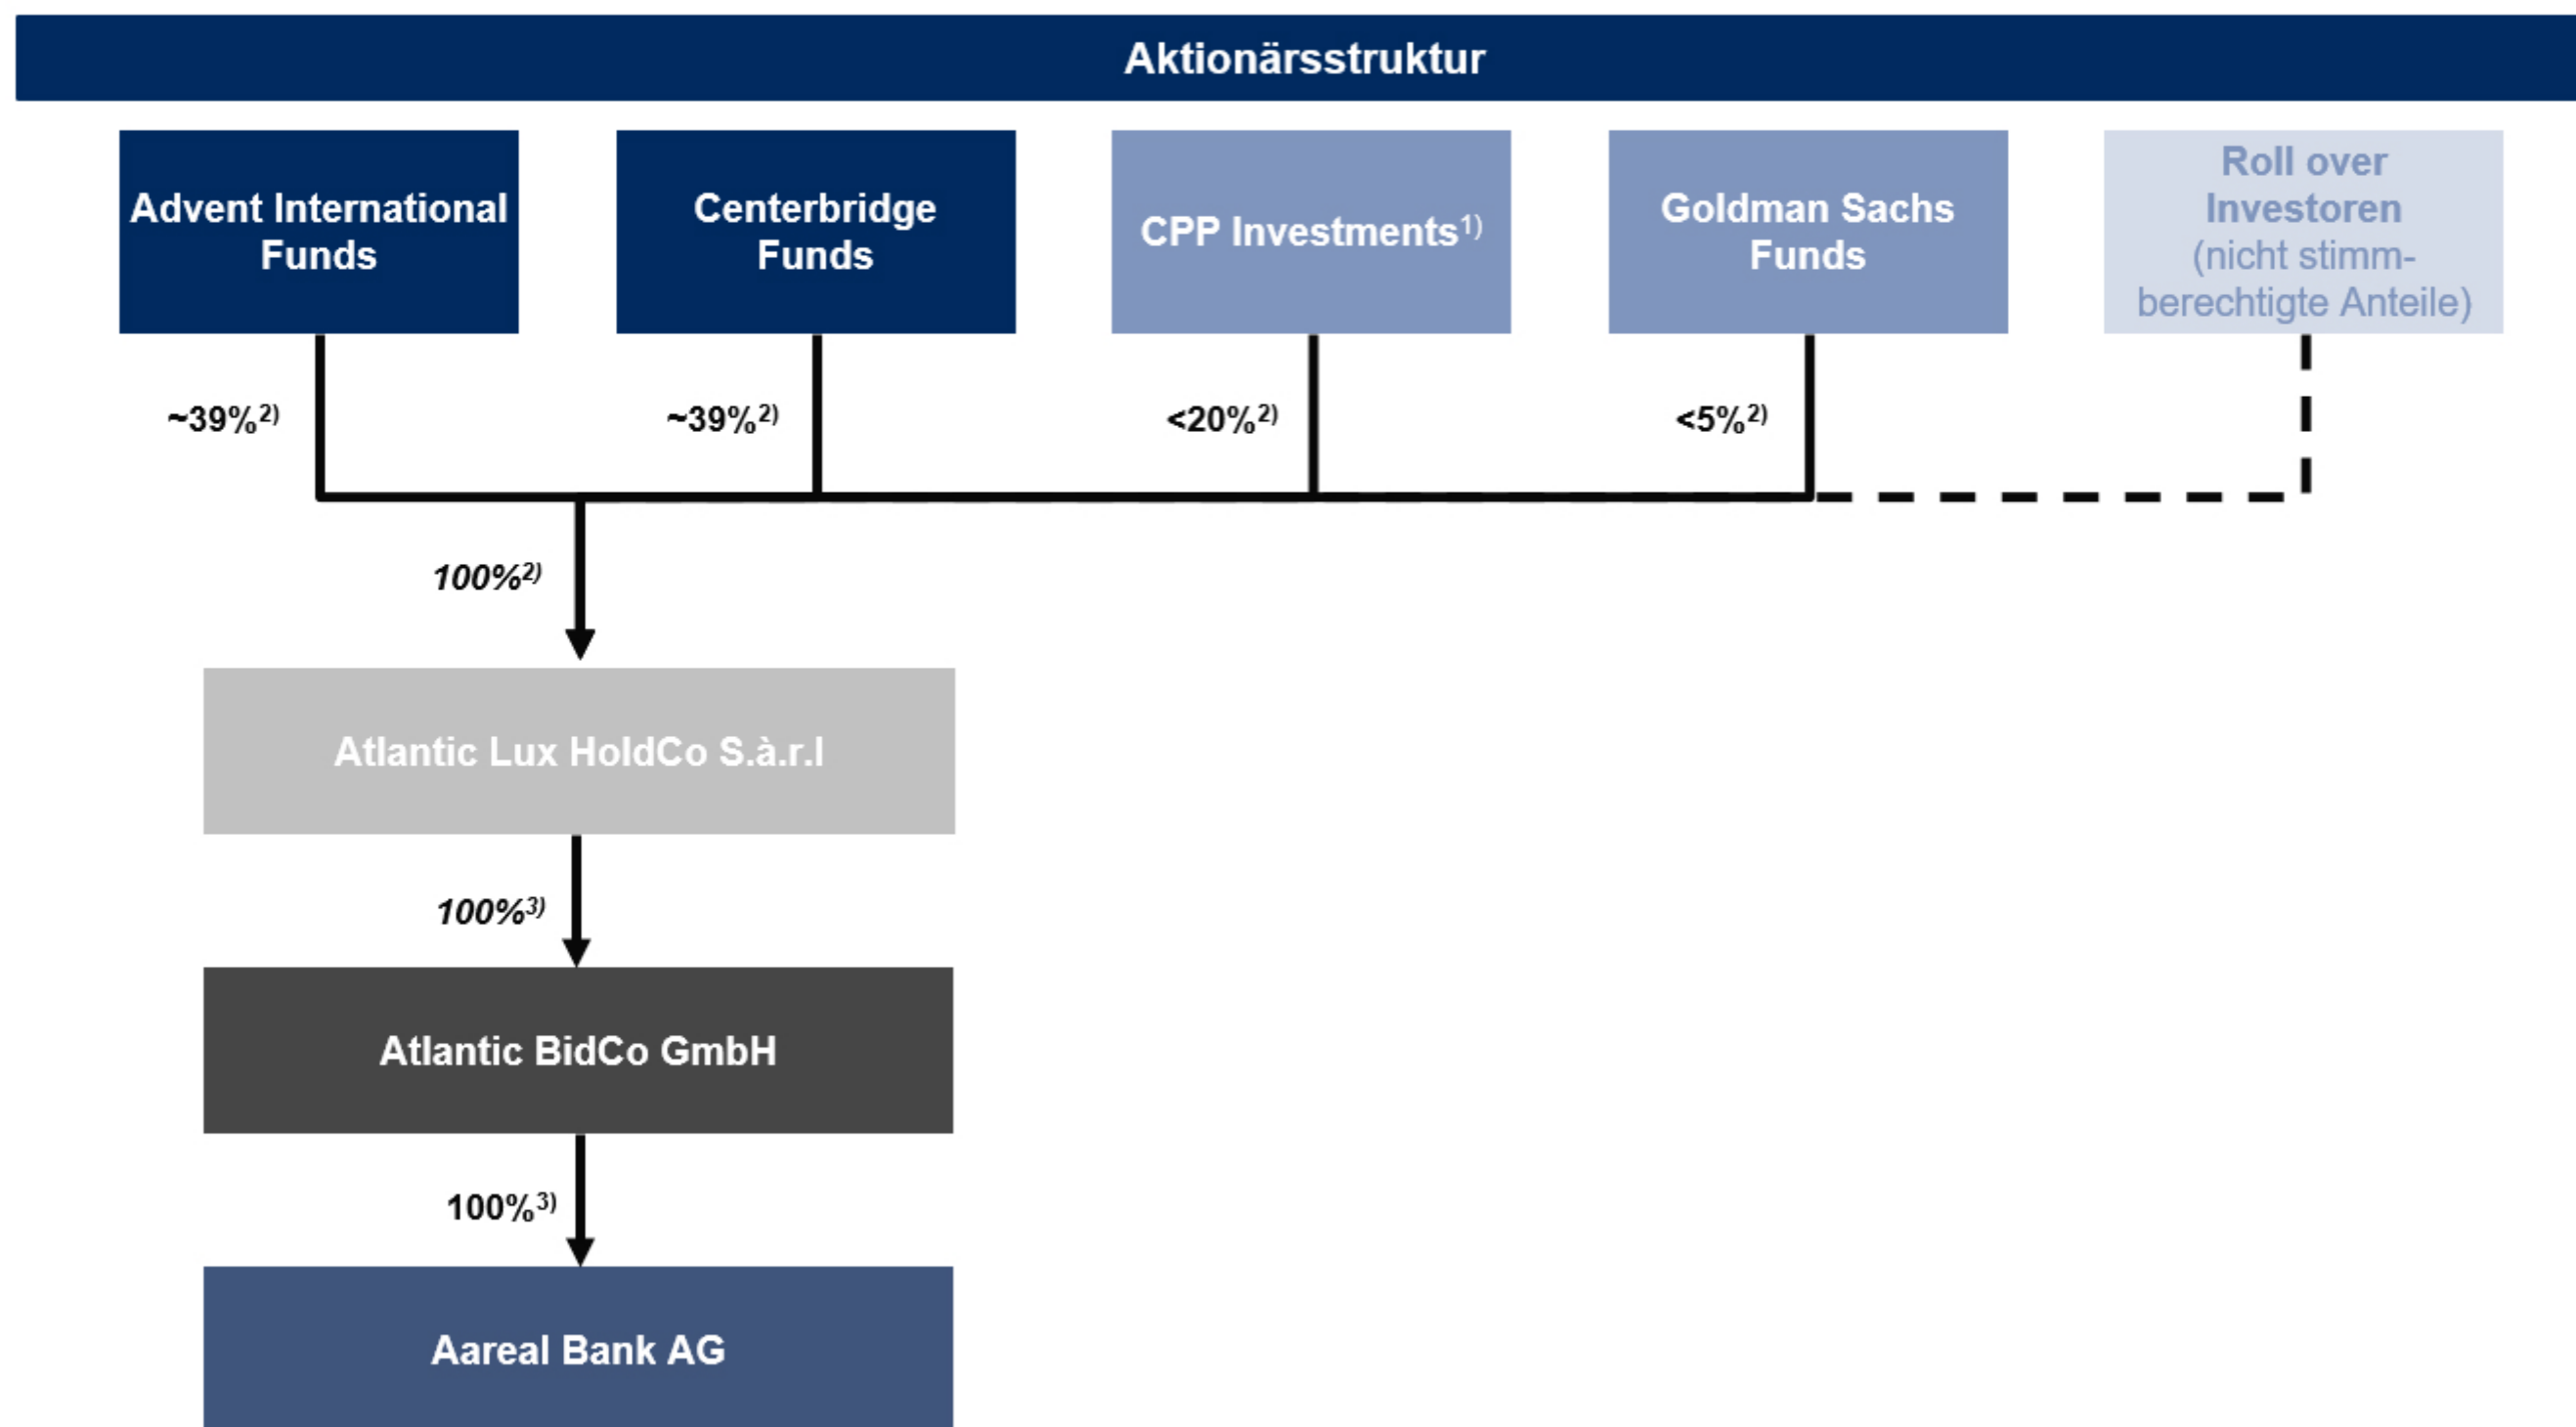 Aktionärsstruktur
Advent International
Funds
Centerbridge
Funds
CPP Investments¹⁾
Goldman Sachs
Funds
Roll over
Investoren
(nicht stimm-
berechtigte Anteile)
~39%²⁾
~39%²⁾
<20%²⁾
<5%²⁾
100%²⁾
Atlantic Lux HoldCo S.à.r.l
100%³⁾
Atlantic BidCo GmbH
100%³⁾
Aareal Bank AG